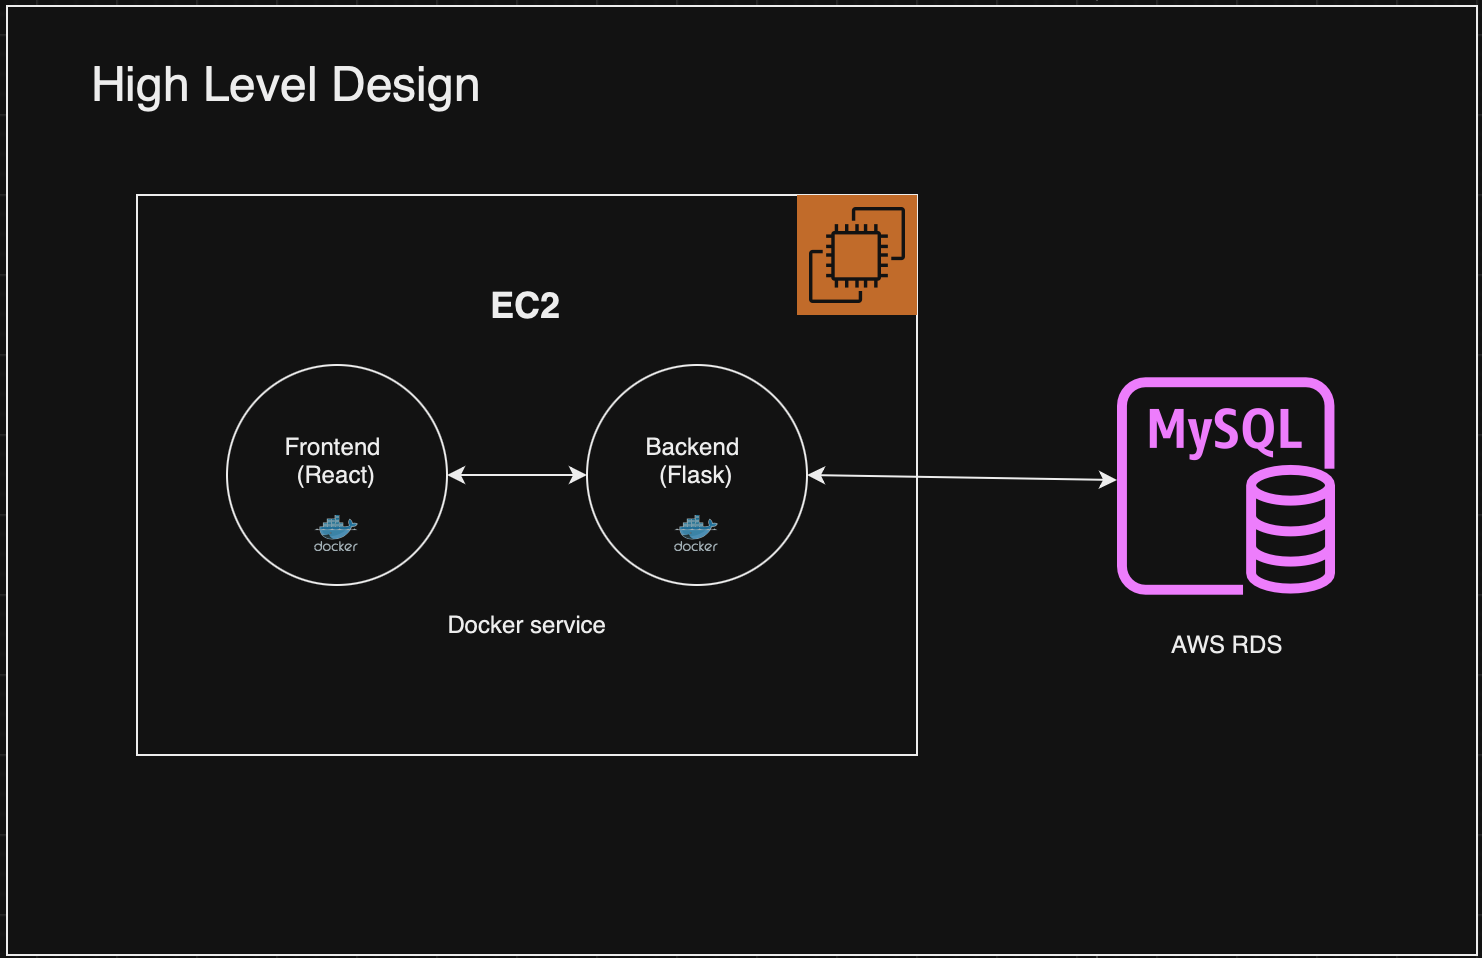 High Level Design
EC2
Frontend
(React)
docker
Backend
(Flask)
docker
Docker service
MySQL
AWS RDS